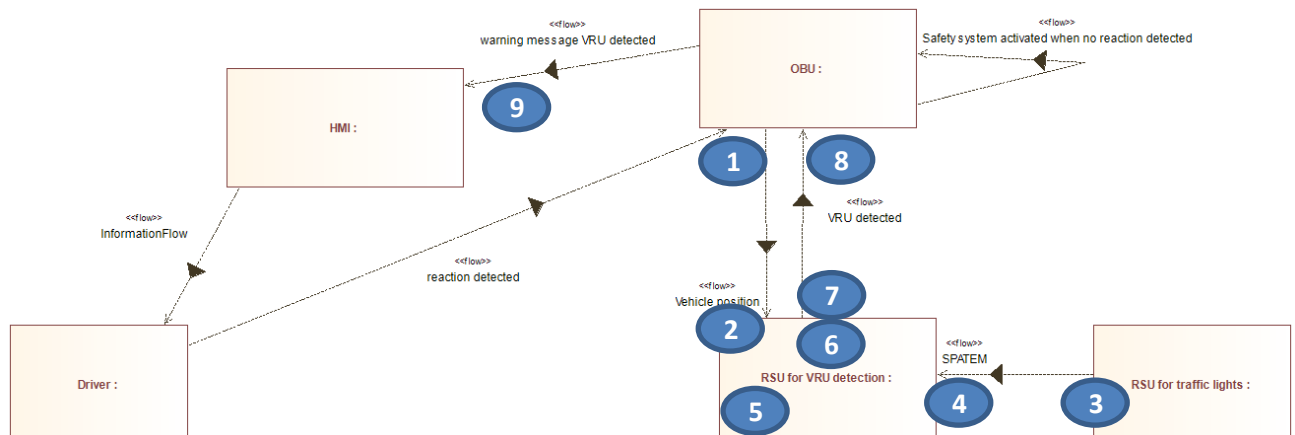 <<flow>>
warning message VRU detected
<<flow>>
Safety system activated when no reaction detected
OBU :
9
HMI :
1
8
<<flow>>
VRU detected
<<flow>>
InformationFlow
<<flow>>
reaction detected
<<flow>>
Vehicle position
7
2
6
<<flow>>
SPATEM
Driver :
RSU for VRU detection :
RSU for traffic lights :
5
4
3